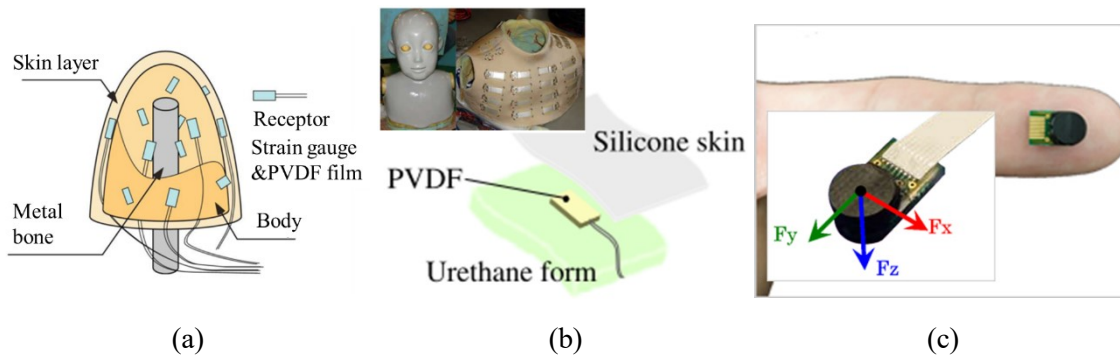 Skin layer
Receptor
Strain gauge
&PVDF film
Metal
bone
Body
(a)
Silicone skin
PVDF
Urethane form
(b)
Fy
Fx
Fz
(c)